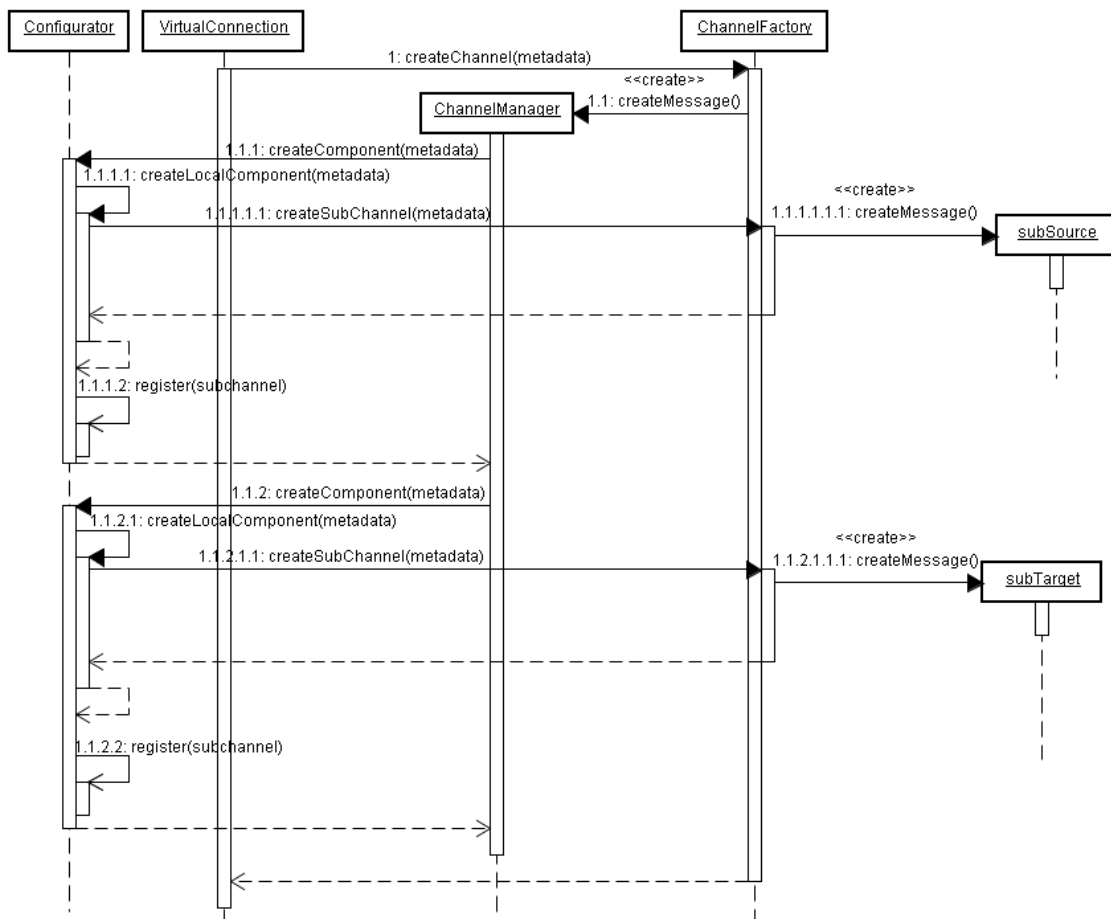 Configurator
VirtualConnection
ChannelFactory
1: createChannel(metadata)
<<create>>
1.1: createMessage()
ChannelManager
1.1.1: createComponent(metadata)
1.1.1.1: createLocalComponent(metadata)
<<create>>
1.1.1.1.1: createSubChannel(metadata)
1.1.1.1.1.1: createMessage()
subSource
1.1.1.2: register(subchannel)
1.1.2: createComponent(metadata)
1.1.2.1: createLocalComponent(metadata)
<<create>>
1.1.2.1.1: createSubChannel(metadata)
1.1.2.1.1.1: createMessage()
subTarget
1.1.2.2: register(subchannel)